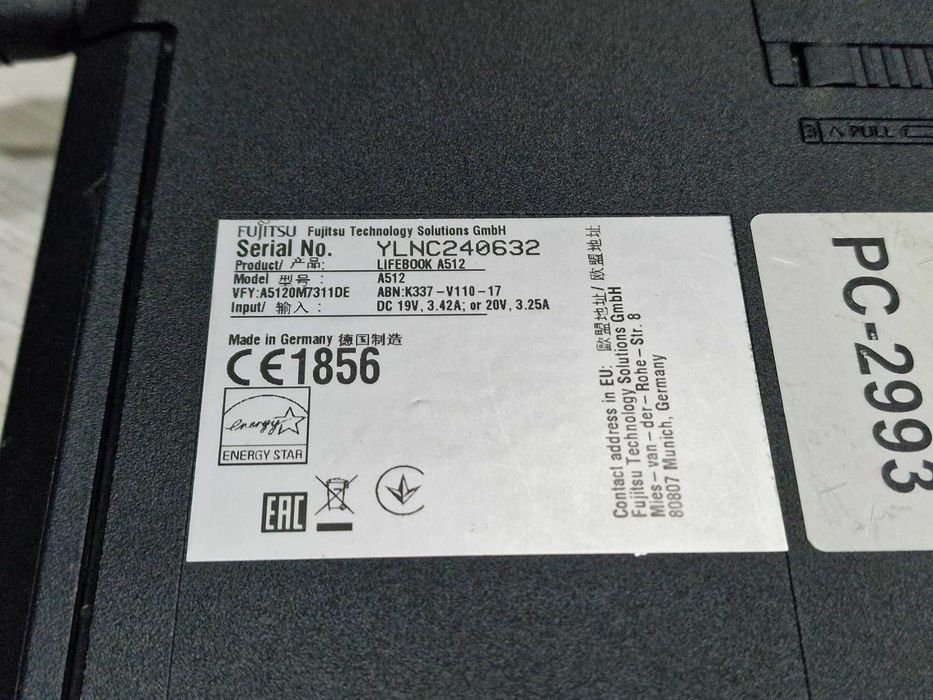 FUJITSU Fujitsu Technology Solutions GmbH
Serial No. YLNC240632
Product/ 产品: LIFEBOOK A512
Model 型号: A512
VFY:A5120M7311DE ABN:K337-V110-17
Input/ 输入: DC 19V, 3.42A; or 20V, 3.25A
Made in Germany 德国制造
CE1856
energy
ENERGY STAR
EAC
Contact address in EU: 歐盟地址/ 欧盟地址
Fujitsu Technology Solutions GmbH
Mies-van-der-Rohe-Str. 8
80807 Munich, Germany
3 PULL
PC-2993